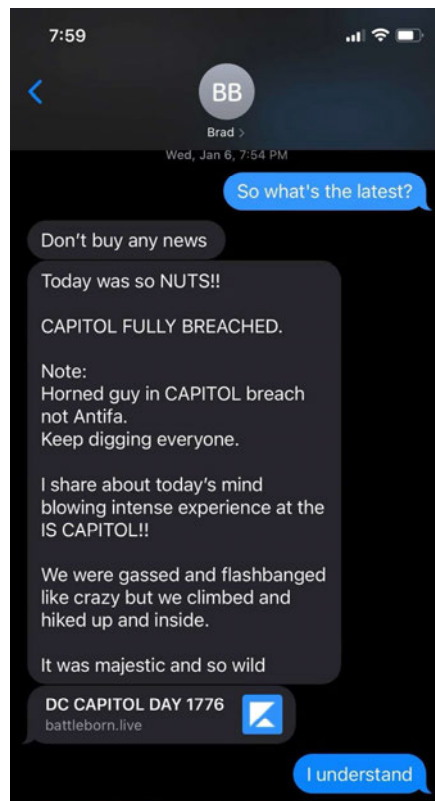 7:59
BB
Brad >
Wed, Jan 6, 7:54 PM
So what's the latest?
Don't buy any news
Today was so NUTS!!
CAPITOL FULLY BREACHED.
Note:
Horned guy in CAPITOL breach
not Antifa.
Keep digging everyone.
I share about today's mind
blowing intense experience at the
IS CAPITOL!!
We were gassed and flashbanged
like crazy but we climbed and
hiked up and inside.
It was majestic and so wild
DC CAPITOL DAY 1776
battleborn.live
I understand